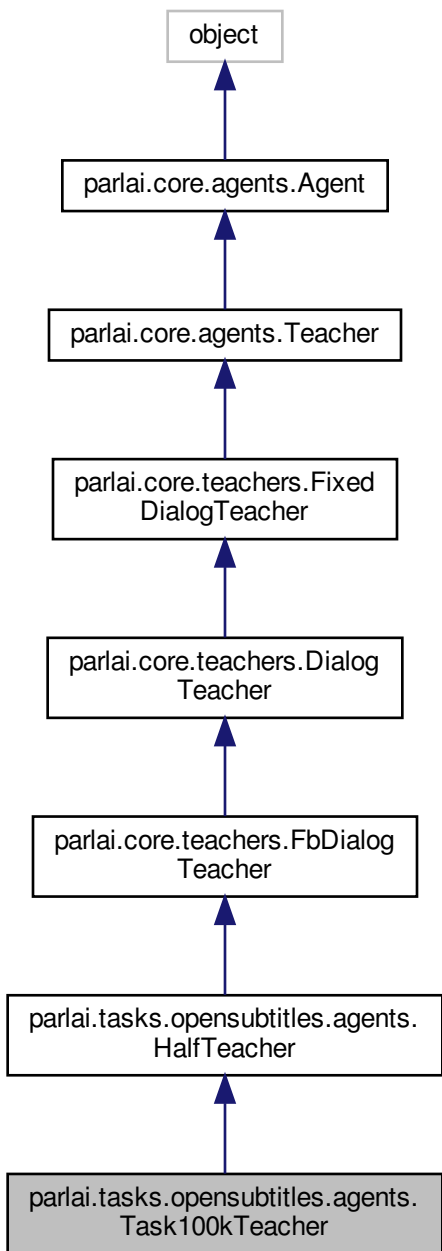 object
parlai.core.agents.Agent
parlai.core.agents.Teacher
parlai.core.teachers.Fixed
DialogTeacher
parlai.core.teachers.Dialog
Teacher
parlai.core.teachers.FbDialog
Teacher
parlai.tasks.opensubtitles.agents.
HalfTeacher
parlai.tasks.opensubtitles.agents.
Task100kTeacher